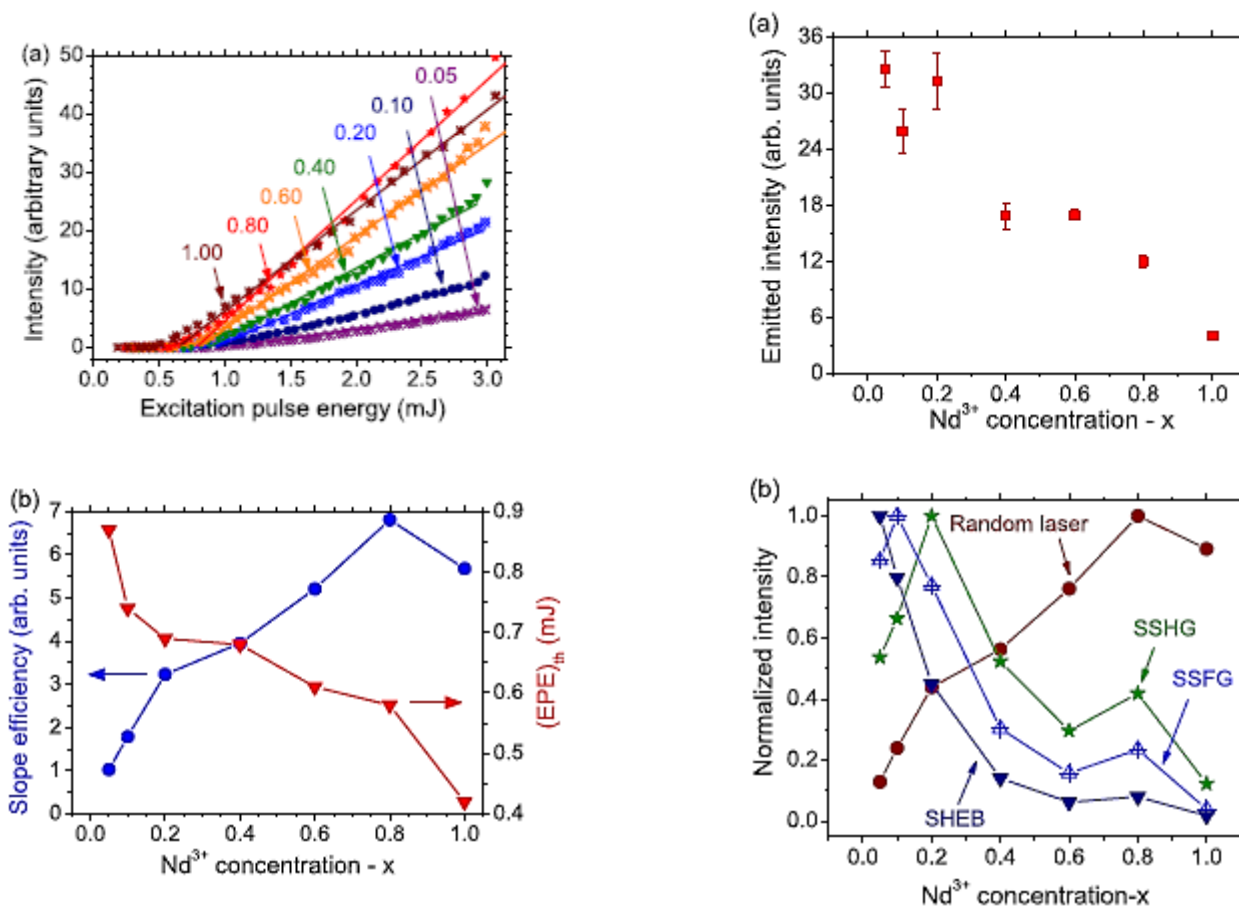 (a)
50
40
30
20
10
0
Intensity (arbitrary units)
0.05
0.10
0.20
0.40
0.60
0.80
1.00
0.0 0.5 1.0 1.5 2.0 2.5 3.0
Excitation pulse energy (mJ)
(a)
36
30
24
18
12
6
0
Emitted intensity (arb. units)
0.0 0.2 0.4 0.6 0.8 1.0
Nd³⁺ concentration - x
(b)
7
6
5
4
3
2
1
0
Slope efficiency (arb. units)
0.9
0.8
0.7
0.6
0.5
0.4
(EPE)th (mJ)
0.0 0.2 0.4 0.6 0.8 1.0
Nd³⁺ concentration - x
(b)
1.0
0.8
0.6
0.4
0.2
0.0
Normalized intensity
Random laser
SSHG
SSFG
SHEB
0.0 0.2 0.4 0.6 0.8 1.0
Nd³⁺ concentration-x